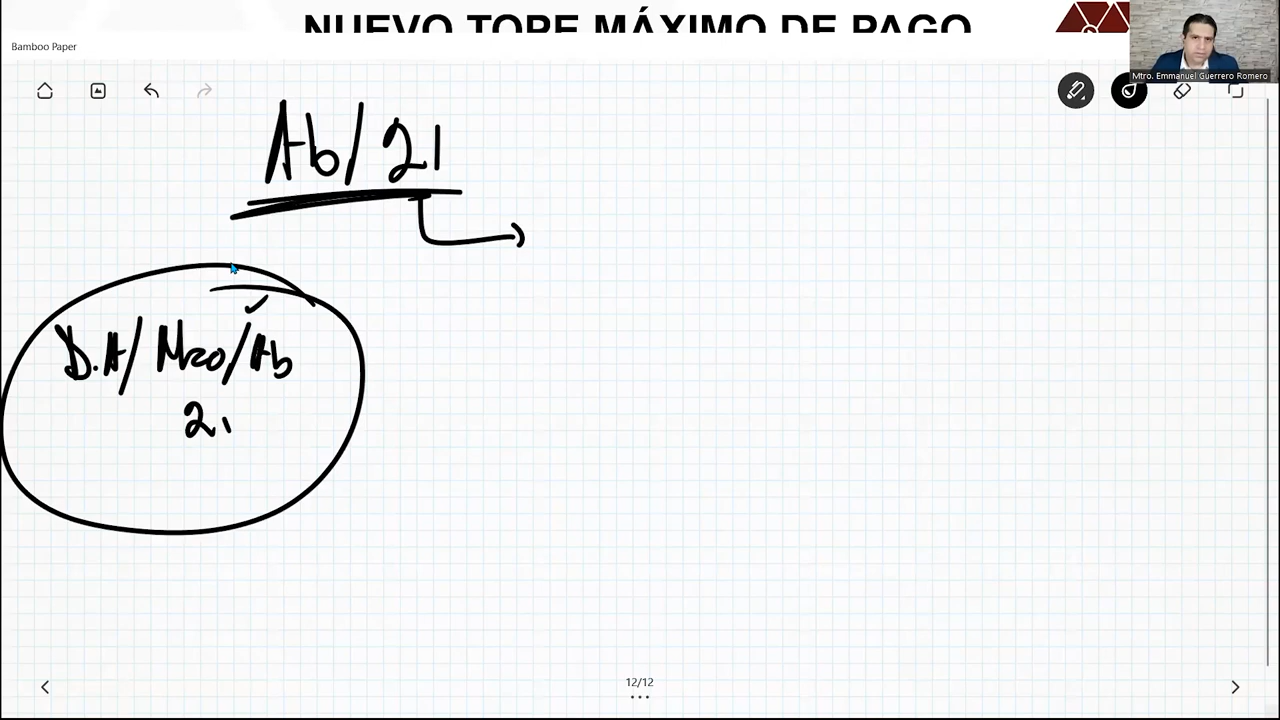 NUEVO TOPE MÁXIMO DE PAGO
Bamboo Paper
Mtro. Emmanuel Guerrero Romero
Ab/21
D.A/Mzo/Ab
21
12/12